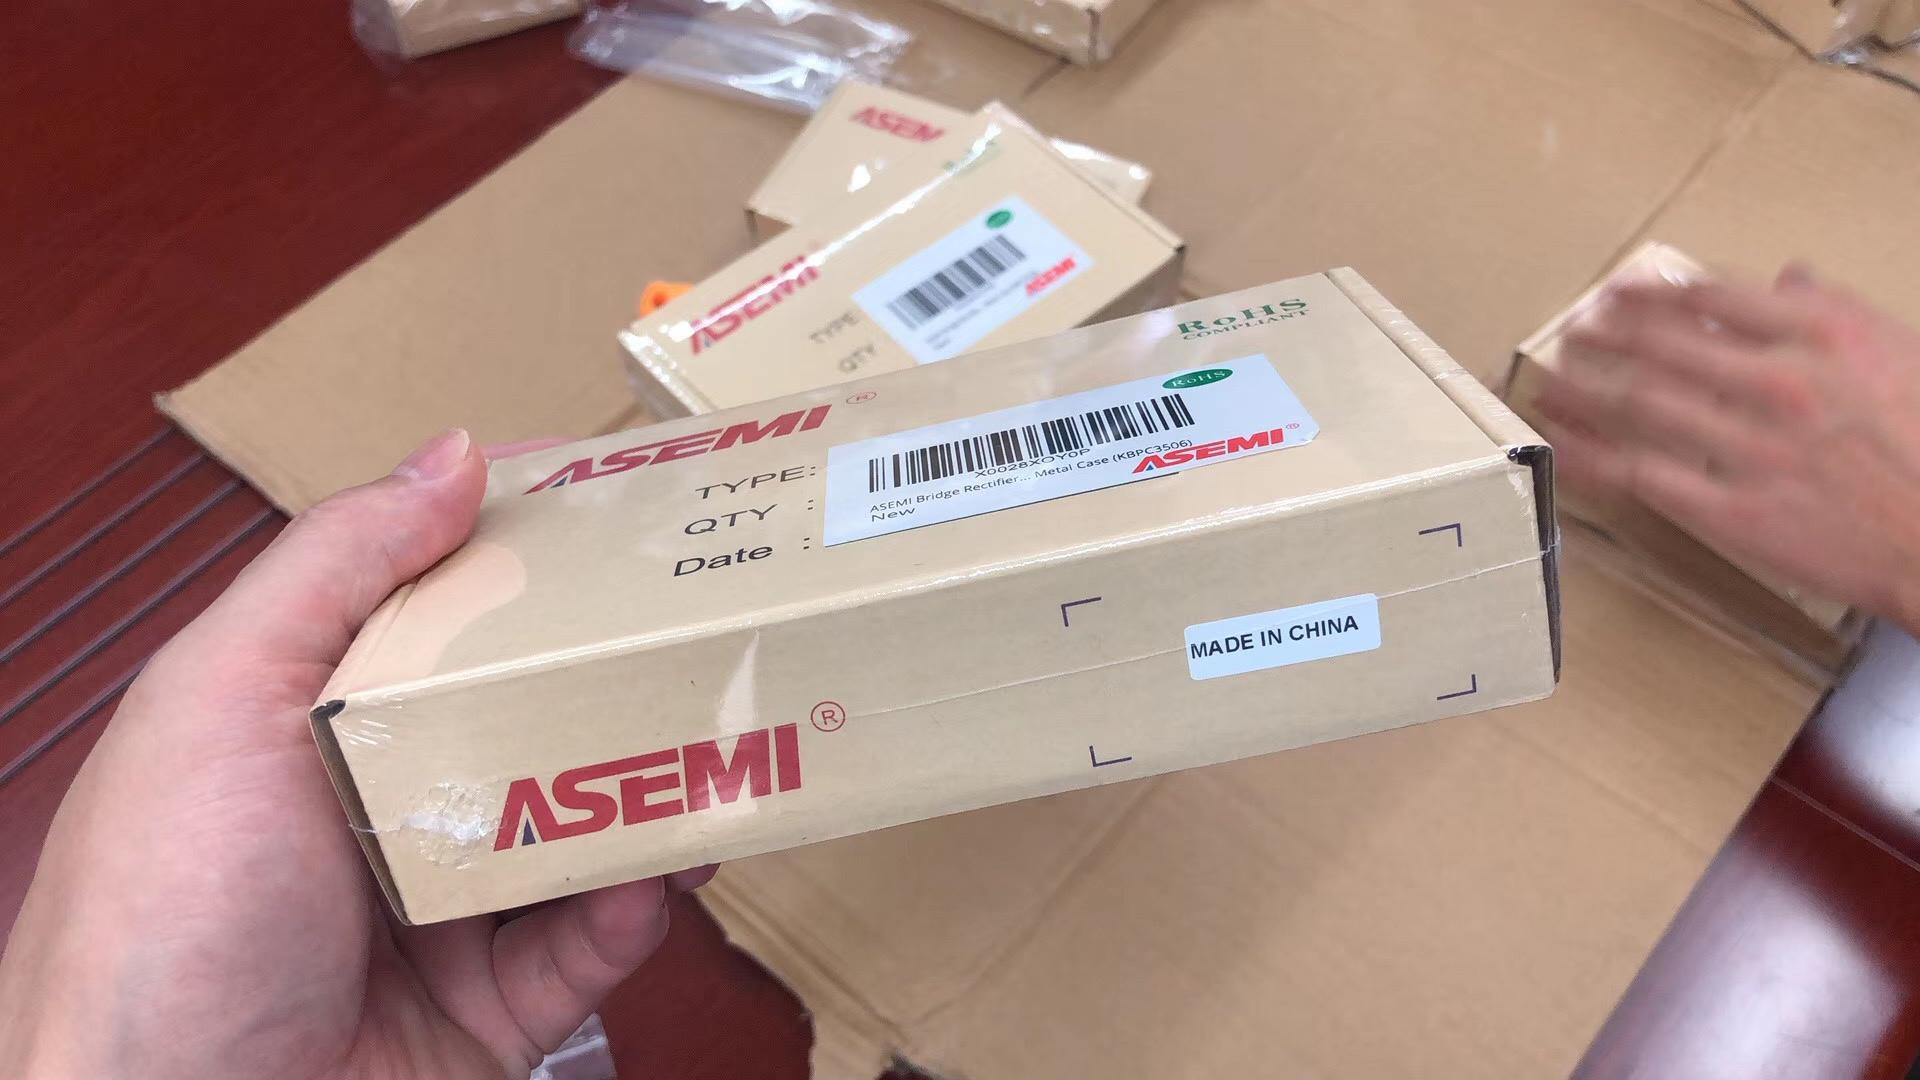 ASEM
ASEMI
TYPE
QTY
ASEMI
ASEMI®
RoHS
COMPLIANT
TYPE:
QTY :
Date :
RoHS
X0028XOY0P
ASEMI Bridge Rectifier... Metal Case (KBPC3506)
New
ASEMI®
MADE IN CHINA
ASEMI®